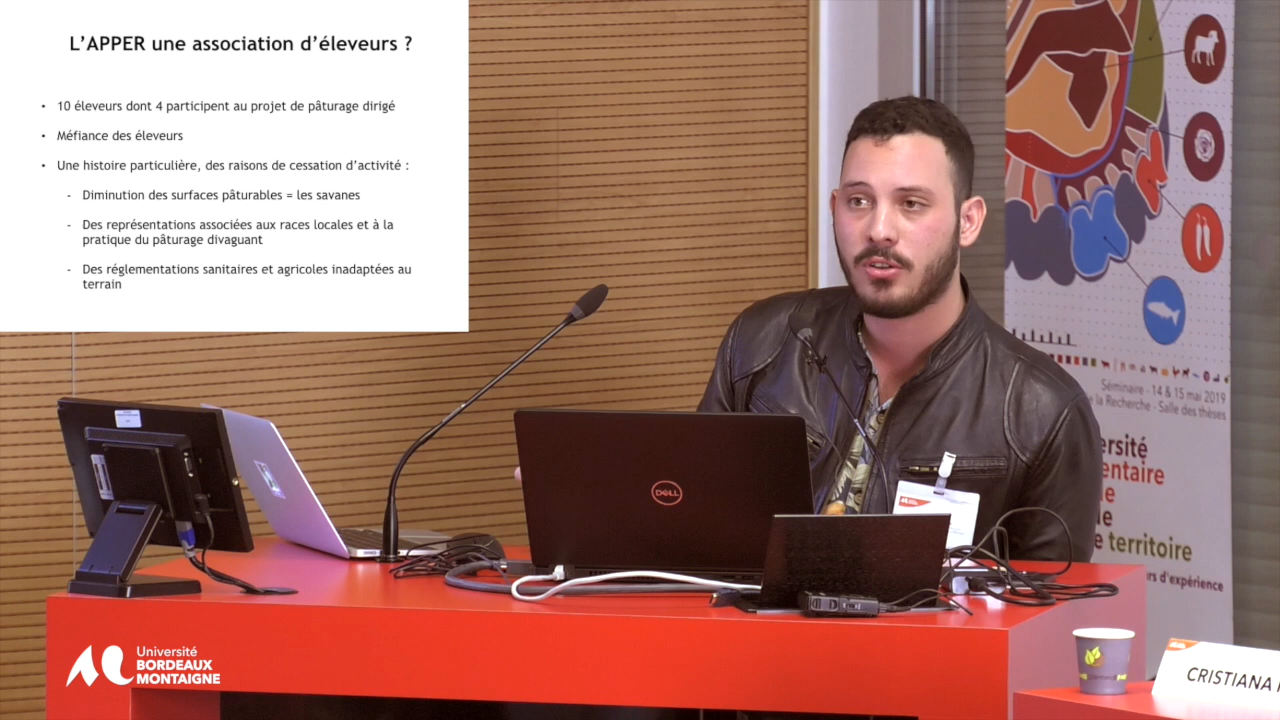 L'APPER une association d'éleveurs ?
• 10 éleveurs dont 4 participent au projet de pâturage dirigé
• Méfiance des éleveurs
• Une histoire particulière, des raisons de cessation d'activité :
- Diminution des surfaces pâturables = les savanes
- Des représentations associées aux races locales et à la
pratique du pâturage divaguant
- Des réglementations sanitaires et agricoles inadaptées au
terrain
Séminaire - 14 & 15 mai 2019
la Recherche - Salle des thèses
ersité
entaire
le
le
e territoire
rs d'expérience
DELL
Université
BORDEAUX
MONTAIGNE
CRISTIANA